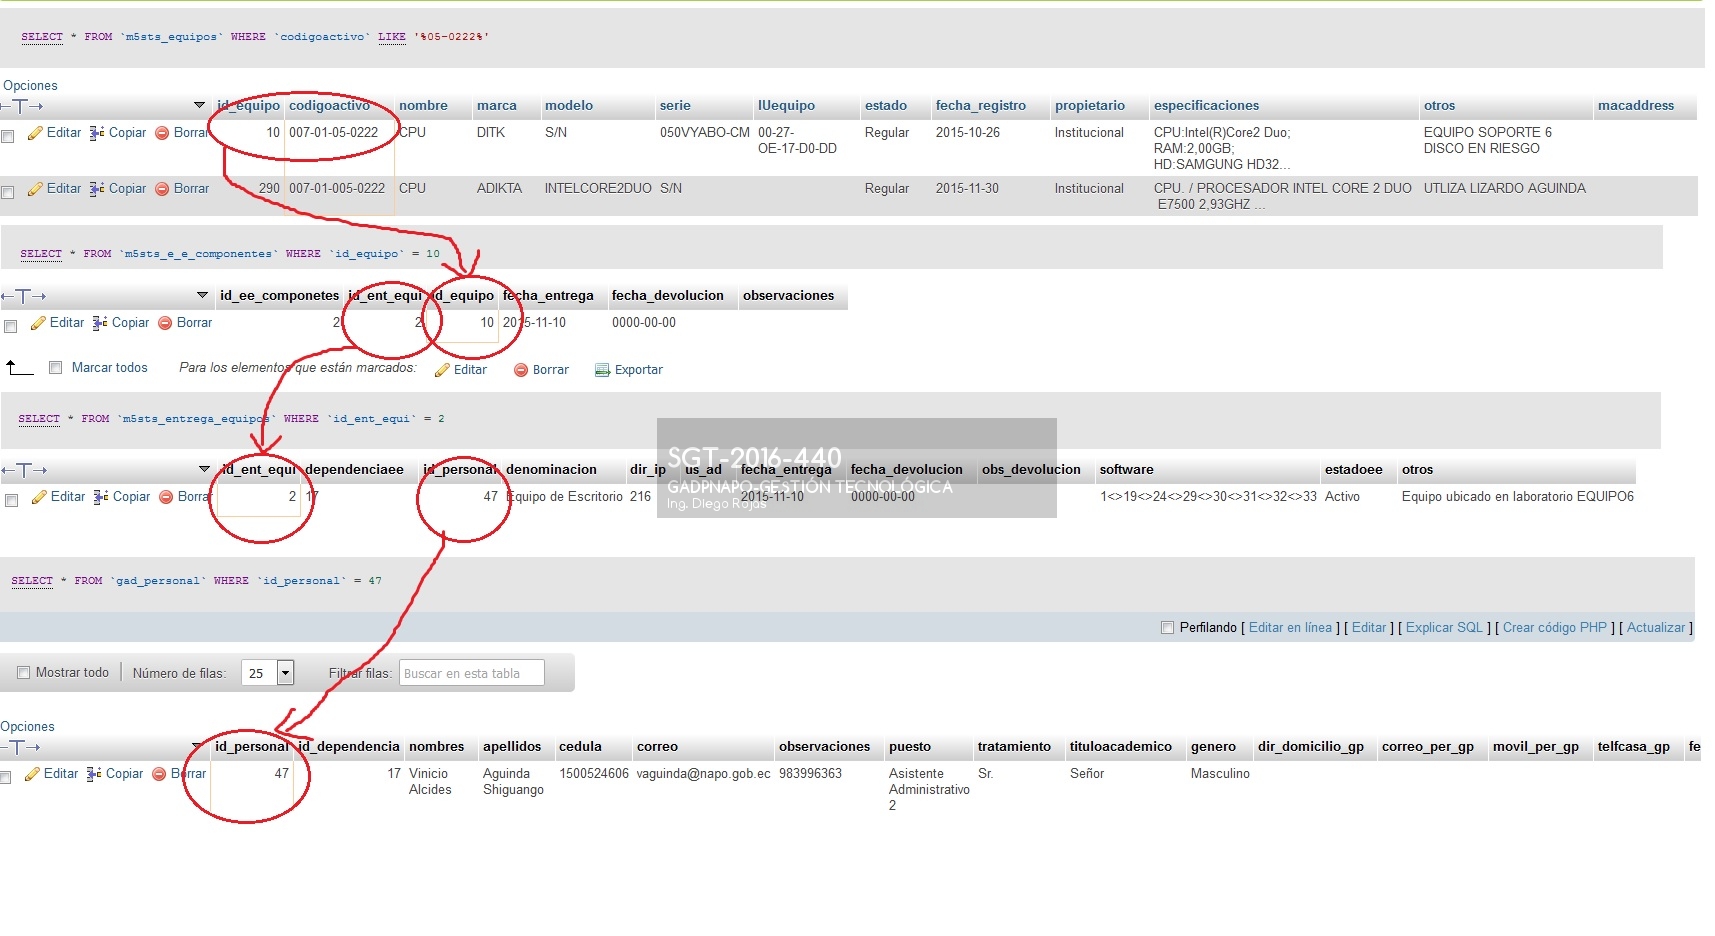 SELECT * FROM `m5sts_equipos` WHERE `codigoactivo` LIKE '%05-0222%'
Opciones
←T→ id_equipo codigoactivo nombre marca modelo serie IUequipo estado fecha_registro propietario especificaciones otros macaddress
Editar Copiar Borrar 10 007-01-05-0222 CPU DITK S/N 050VYABO-CM 00-27- Regular 2015-10-26 Institucional CPU:Intel(R)Core2 Duo; EQUIPO SOPORTE 6
OE-17-D0-DD RAM:2,00GB; DISCO EN RIESGO
HD:SAMGUNG HD32...
Editar Copiar Borrar 290 007-01-005-0222 CPU ADIKTA INTELCORE2DUO S/N Regular 2015-11-30 Institucional CPU. / PROCESADOR INTEL CORE 2 DUO UTLIZA LIZARDO AGUINDA
E7500 2,93GHZ ...
SELECT * FROM `m5sts_e_e_componentes` WHERE `id_equipo` = 10
←T→ id_ee_componetes id_ent_equi id_equipo fecha_entrega fecha_devolucion observaciones
Editar Copiar Borrar 2 2 10 2015-11-10 0000-00-00
Marcar todos Para los elementos que están marcados: Editar Borrar Exportar
SELECT * FROM `m5sts_entrega_equipos` WHERE `id_ent_equi` = 2
←T→ id_ent_equi dependenciaee id_personal denominacion dir_ip us_ad fecha_entrega fecha_devolucion obs_devolucion software estadoee otros
Editar Copiar Borrar 2 17 47 Equipo de Escritorio 216 2015-11-10 0000-00-00 1<>19<>24<>29<>30<>31<>32<>33 Activo Equipo ubicado en laboratorio EQUIPO6
SGT-2016-440
GADPNAPO-GESTIÓN TECNOLÓGICA
Ing. Diego Rojas
SELECT * FROM `gad_personal` WHERE `id_personal` = 47
Perfilando [ Editar en línea ] [ Editar ] [ Explicar SQL ] [ Crear código PHP ] [ Actualizar ]
Mostrar todo Número de filas: 25 Filtrar filas: Buscar en esta tabla
Opciones
←T→ id_personal id_dependencia nombres apellidos cedula correo observaciones puesto tratamiento tituloacademico genero dir_domicilio_gp correo_per_gp movil_per_gp telfcasa_gp fe
Editar Copiar Borrar 47 17 Vinicio Aguinda 1500524606 vaguinda@napo.gob.ec 983996363 Asistente Sr. Señor Masculino
Alcides Shiguango Administrativo
2